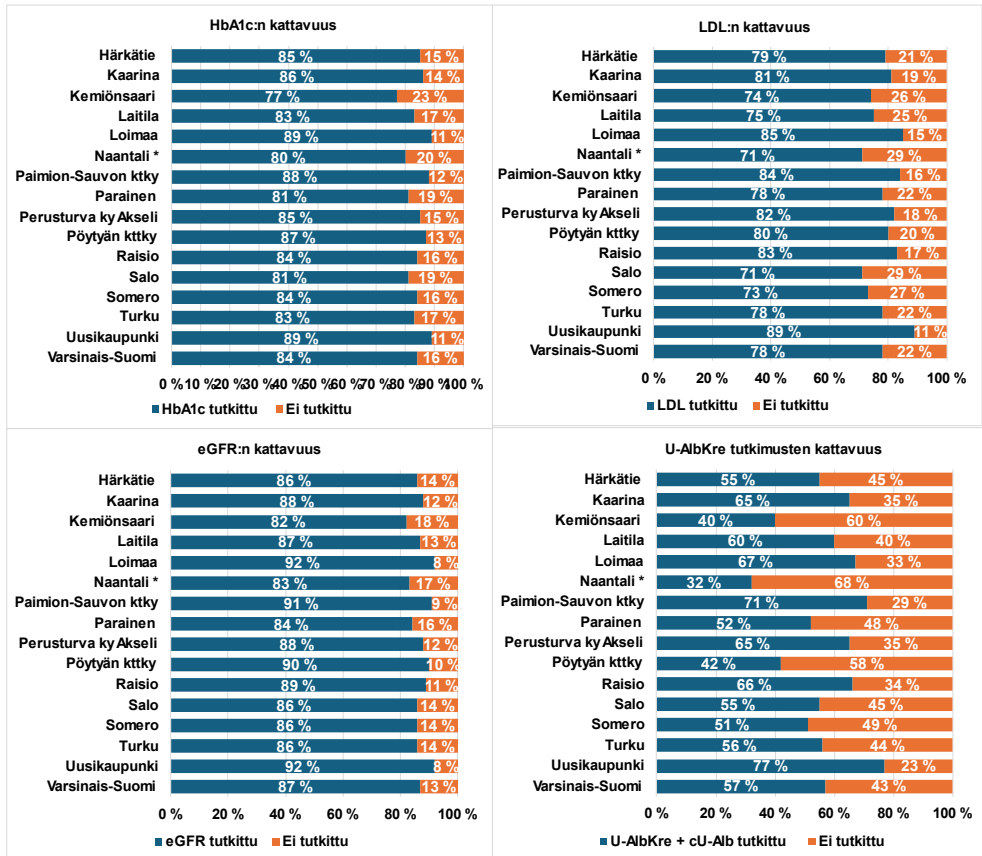 HbA1c:n kattavuus
Härkätie 85 % 15 %
Kaarina 86 % 14 %
Kemiönsaari 77 % 23 %
Laitila 83 % 17 %
Loimaa 89 % 11 %
Naantali * 80 % 20 %
Paimion-Sauvon ktky 88 % 12 %
Parainen 81 % 19 %
Perusturva ky Akseli 85 % 15 %
Pöytyän kttky 87 % 13 %
Raisio 84 % 16 %
Salo 81 % 19 %
Somero 84 % 16 %
Turku 83 % 17 %
Uusikaupunki 89 % 11 %
Varsinais-Suomi 84 % 16 %
0 % 10 % 20 % 30 % 40 % 50 % 60 % 70 % 80 % 90 % 100 %
HbA1c tutkittu Ei tutkittu
LDL:n kattavuus
Härkätie 79 % 21 %
Kaarina 81 % 19 %
Kemiönsaari 74 % 26 %
Laitila 75 % 25 %
Loimaa 85 % 15 %
Naantali * 71 % 29 %
Paimion-Sauvon ktky 84 % 16 %
Parainen 78 % 22 %
Perusturva ky Akseli 82 % 18 %
Pöytyän kttky 80 % 20 %
Raisio 83 % 17 %
Salo 71 % 29 %
Somero 73 % 27 %
Turku 78 % 22 %
Uusikaupunki 89 % 11 %
Varsinais-Suomi 78 % 22 %
0 % 20 % 40 % 60 % 80 % 100 %
LDL tutkittu Ei tutkittu
eGFR:n kattavuus
Härkätie 86 % 14 %
Kaarina 88 % 12 %
Kemiönsaari 82 % 18 %
Laitila 87 % 13 %
Loimaa 92 % 8 %
Naantali * 83 % 17 %
Paimion-Sauvon ktky 91 % 9 %
Parainen 84 % 16 %
Perusturva ky Akseli 88 % 12 %
Pöytyän kttky 90 % 10 %
Raisio 89 % 11 %
Salo 86 % 14 %
Somero 86 % 14 %
Turku 86 % 14 %
Uusikaupunki 92 % 8 %
Varsinais-Suomi 87 % 13 %
0 % 10 % 20 % 30 % 40 % 50 % 60 % 70 % 80 % 90 % 100 %
eGFR tutkittu Ei tutkittu
U-AlbKre tutkimusten kattavuus
Härkätie 55 % 45 %
Kaarina 65 % 35 %
Kemiönsaari 40 % 60 %
Laitila 60 % 40 %
Loimaa 67 % 33 %
Naantali * 32 % 68 %
Paimion-Sauvon ktky 71 % 29 %
Parainen 52 % 48 %
Perusturva ky Akseli 65 % 35 %
Pöytyän kttky 42 % 58 %
Raisio 66 % 34 %
Salo 55 % 45 %
Somero 51 % 49 %
Turku 56 % 44 %
Uusikaupunki 77 % 23 %
Varsinais-Suomi 57 % 43 %
0 % 20 % 40 % 60 % 80 % 100 %
U-AlbKre + cU-Alb tutkittu Ei tutkittu